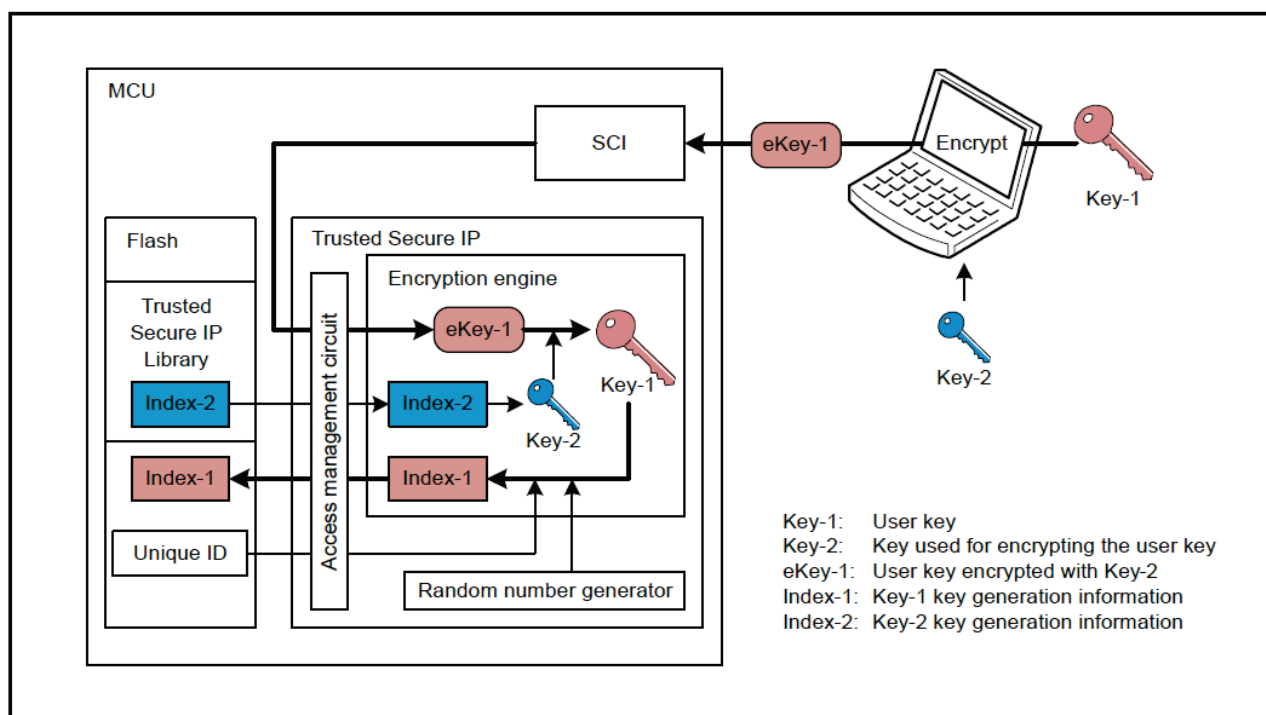 MCU
SCI
eKey-1
Encrypt
Key-1
Flash
Trusted Secure IP
Trusted
Secure IP
Library
Encryption engine
Access management circuit
eKey-1
Key-1
Key-2
Index-2
Index-2
Key-2
Index-1
Index-1
Unique ID
Random number generator
Key-1: User key
Key-2: Key used for encrypting the user key
eKey-1: User key encrypted with Key-2
Index-1: Key-1 key generation information
Index-2: Key-2 key generation information